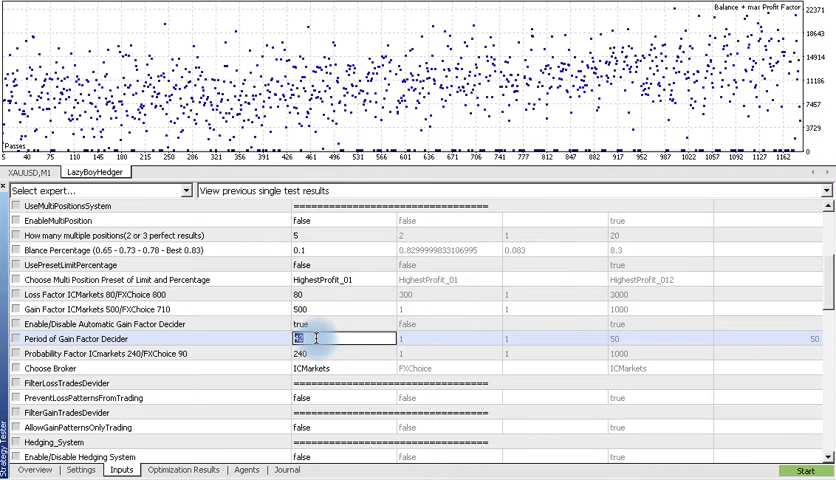 Balance + max Profit Factor
22371
18643
14914
11186
7457
3729
0
Passes
5 40 75 110 145 180 215 250 286 321 356 391 426 461 496 531 566 601 636 671 706 741 777 812 847 882 917 952 987 1022 1057 1092 1127 1162
XAUUSD,M1 LazyBoyHedger
Select expert... View previous single test results
UseMultiPositionsSystem ================================
EnableMultiPosition false false true
How many multiple positions(2 or 3 perfect results) 5 2 1 20
Blance Percentage (0.65 - 0.73 - 0.78 - Best 0.83) 0.1 0.8299999833106995 0.083 8.3
UsePresetLimitPercentage false false true
Choose Multi Position Preset of Limit and Percentage HighestProfit_01 HighestProfit_01 HighestProfit_012
Loss Factor ICMarkets 80/FXChoice 800 80 300 1 3000
Gain Factor ICMarkets 500/FXChoice 710 500 1 1 1000
Enable/Disable Automatic Gain Factor Decider true false true
Period of Gain Factor Decider 42 1 1 50 50
Probability Factor ICmarkets 240/FXChoice 90 240 1 1 1000
Choose Broker ICMarkets FXChoice ICMarkets
FilterLossTradesDevider ================================
PreventLossPatternsFromTrading false false true
FilterGainTradesDevider ================================
AllowGainPatternsOnlyTrading false false true
Hedging_System ================================
Enable/Disable Hedging System false false true
Strategy Tester
Overview Settings Inputs Optimization Results Agents Journal Start